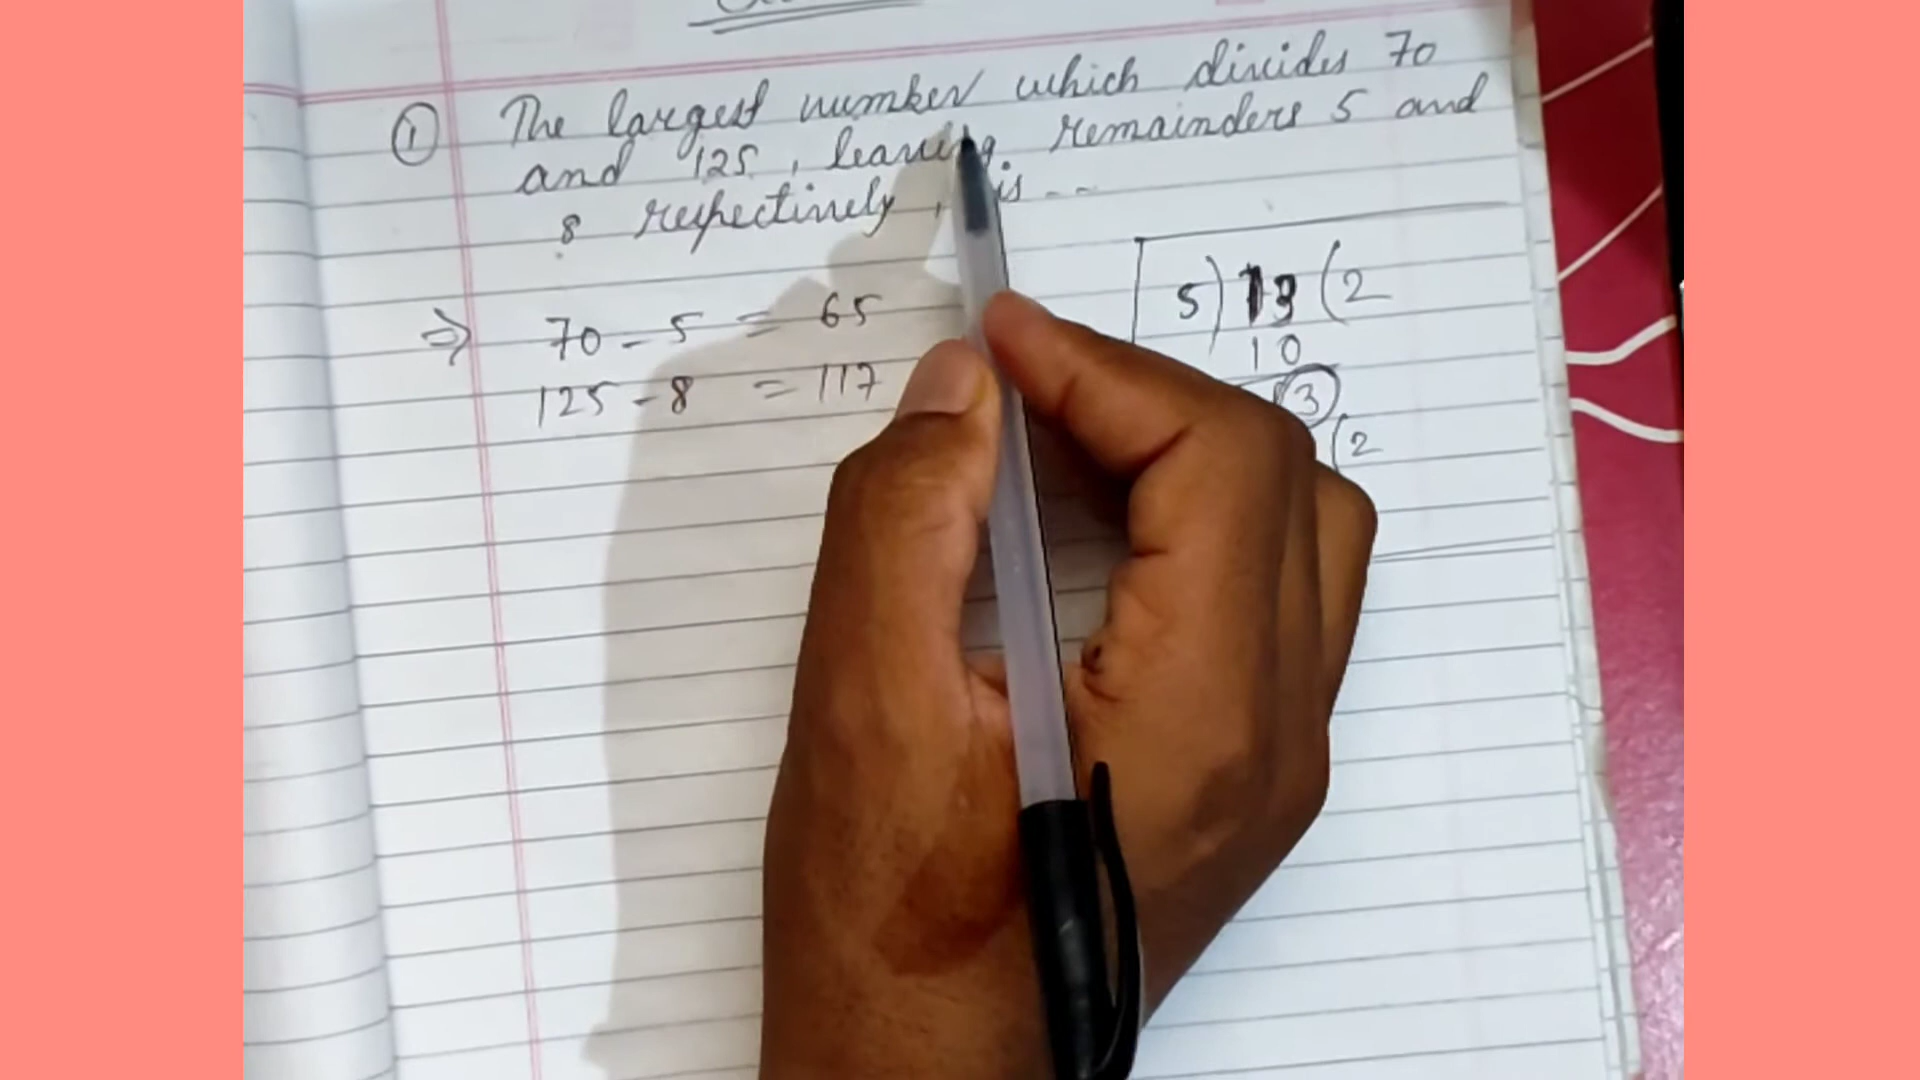 ① The largest number which divides 70
and 125, leaving remainders 5 and
8 respectively, is --
⇒ 70 - 5 = 65
125 - 8 = 117
5) 13 (2
10
3
(2